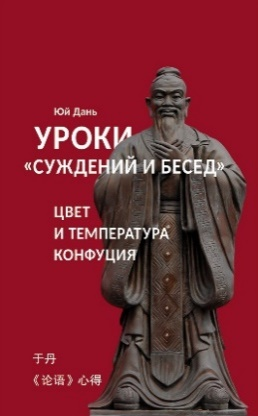 Юй Дань
УРОКИ
«СУЖДЕНИЙ И БЕСЕД»
ЦВЕТ
И ТЕМПЕРАТУРА
КОНФУЦИЯ
于丹
《论语》心得